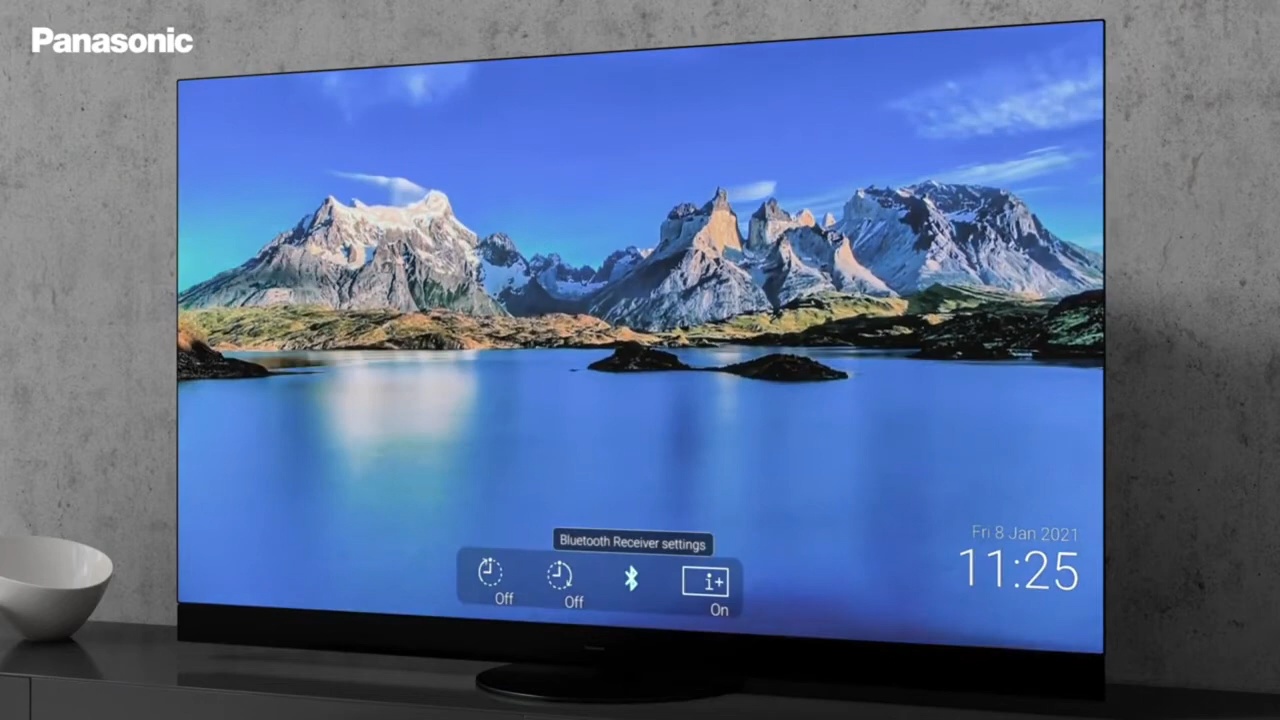 Panasonic
Fri 8 Jan 2021
11:25
Bluetooth Receiver settings
Off
Off
i+
On